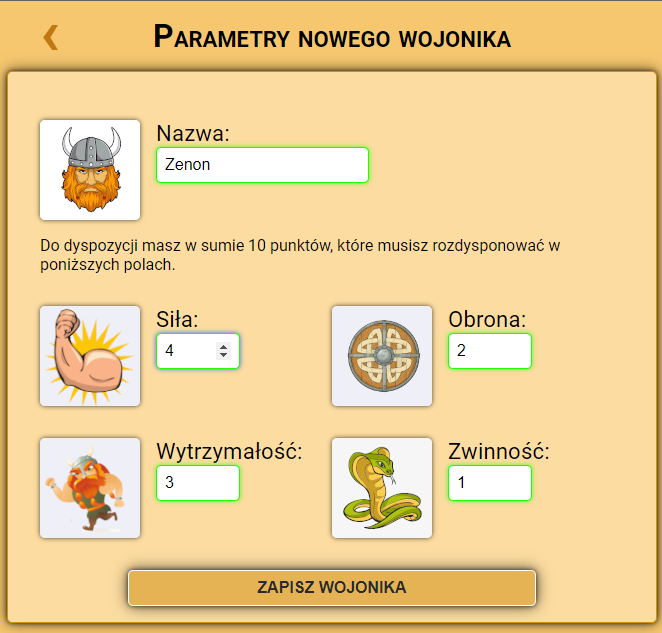 Parametry nowego wojonika
Nazwa:
Zenon
Do dyspozycji masz w sumie 10 punktów, które musisz rozdysponować w
poniższych polach.
Siła:
4
Obrona:
2
Wytrzymałość:
3
Zwinność:
1
ZAPISZ WOJONIKA